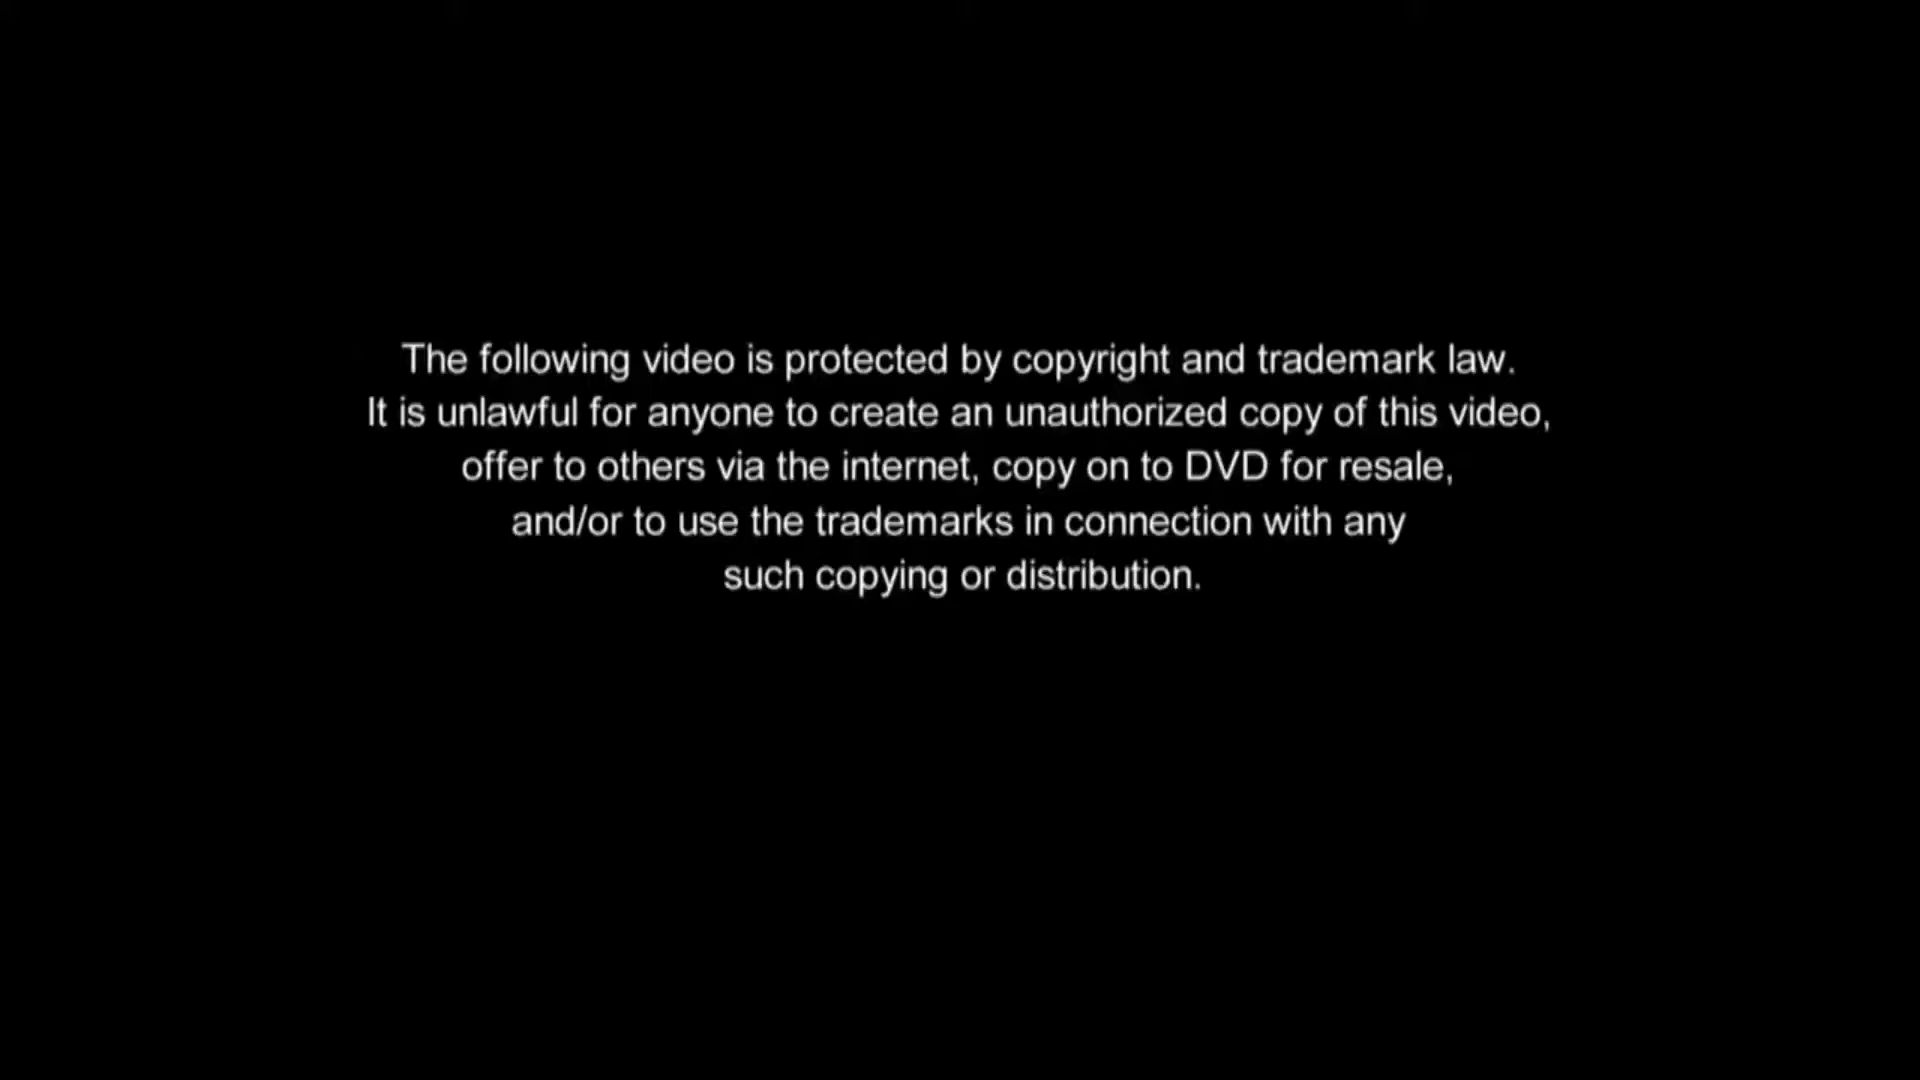 The following video is protected by copyright and trademark law.
It is unlawful for anyone to create an unauthorized copy of this video,
offer to others via the internet, copy on to DVD for resale,
and/or to use the trademarks in connection with any
such copying or distribution.